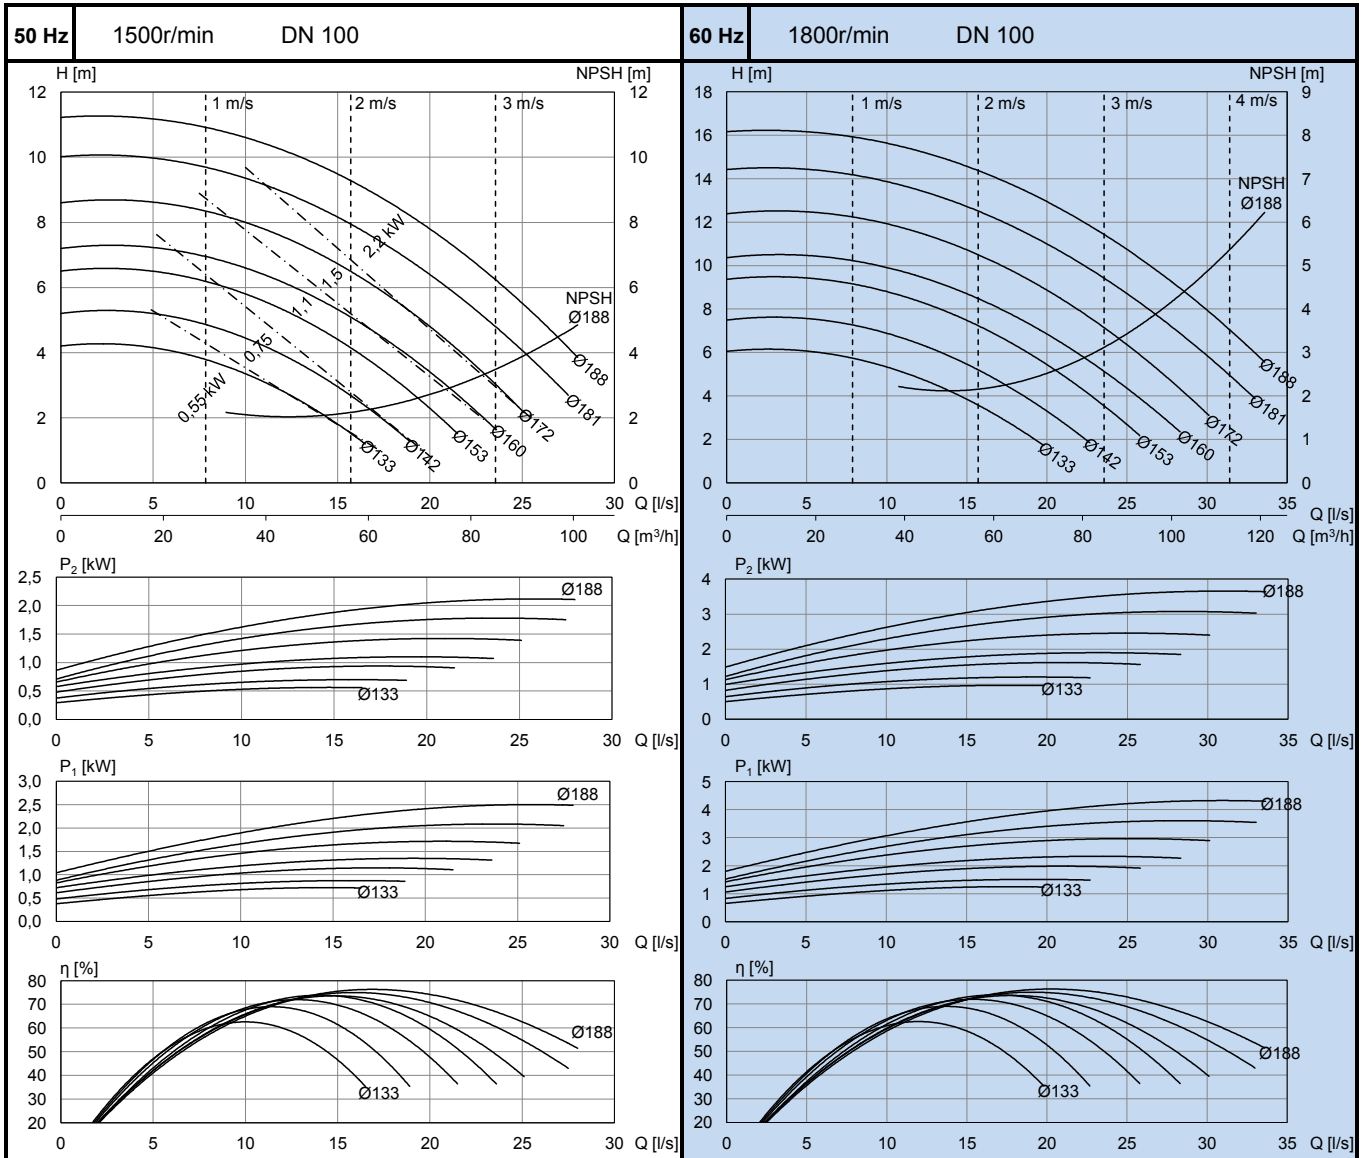 50 Hz 1500r/min DN 100
H [m] NPSH [m]
12 1 m/s 2 m/s 3 m/s 12
10 10
8 8
6 6
4 4
2 2
0 0
2,2 kW
1,5
1,1
0,75
0,55 kW
NPSH
Ø188
Ø188
Ø181
Ø172
Ø160
Ø153
Ø142
Ø133
0 5 10 15 20 25 Q [l/s]
0 20 40 60 80 100 Q [m³/h]
P₂ [kW]
2,5
2,0
1,5
1,0
0,5
0,0
Ø188
Ø133
0 5 10 15 20 25 30 Q [l/s]
P₁ [kW]
3,0
2,5
2,0
1,5
1,0
0,5
0,0
Ø188
Ø133
0 5 10 15 20 25 30 Q [l/s]
η [%]
80
70
60
50
40
30
20
Ø188
Ø133
0 5 10 15 20 25 30 Q [l/s]
60 Hz 1800r/min DN 100
H [m] NPSH [m]
18 1 m/s 2 m/s 3 m/s 4 m/s 9
16 8
14 7
12 6
10 5
8 4
6 3
4 2
2 1
0 0
NPSH
Ø188
Ø188
Ø181
Ø172
Ø160
Ø153
Ø142
Ø133
0 5 10 15 20 25 30 Q [l/s]
0 20 40 60 80 100 120 Q [m³/h]
P₂ [kW]
4
3
2
1
0
Ø188
Ø133
0 5 10 15 20 25 30 35 Q [l/s]
P₁ [kW]
5
4
3
2
1
0
Ø188
Ø133
0 5 10 15 20 25 30 35 Q [l/s]
η [%]
80
70
60
50
40
30
20
Ø188
Ø133
0 5 10 15 20 25 30 35 Q [l/s]